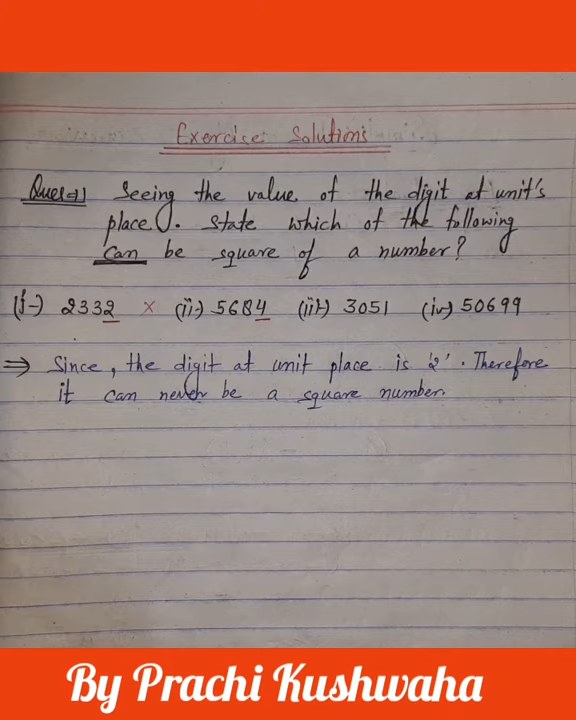 Exercise: Solutions
Ques⇒1 Seeing the value of the digit at unit's
place. State which of the following
can be square of a number?
(i-) 2332 × (ii-) 5684 (iii-) 3051 (iv-) 50699
⇒ Since, the digit at unit place is '2'. Therefore
it can never be a square number.
By Prachi Kushwaha